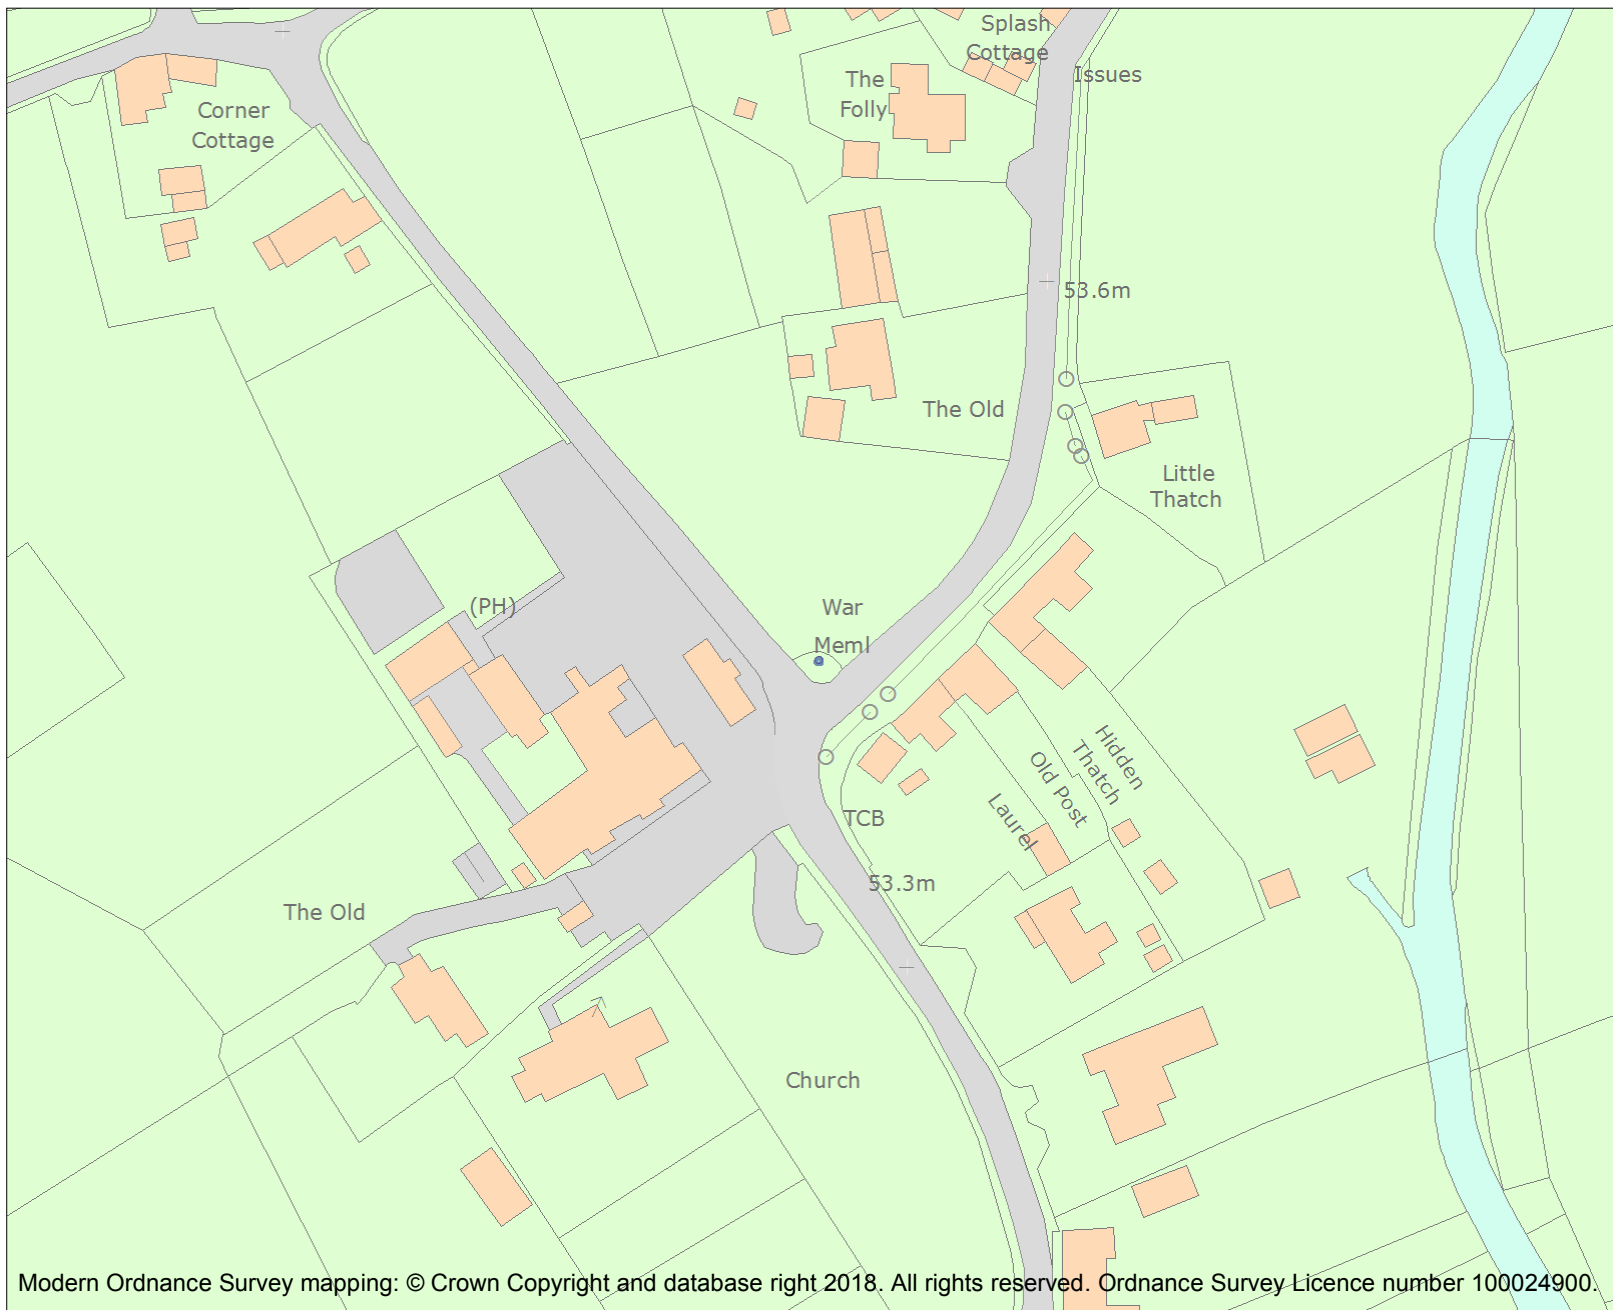 Splash
Cottage
Issues
The
Folly
Corner
Cottage
53.6m
The Old
Little
Thatch
(PH)
War
Meml
Hidden
Thatch
Old Post
Laurel
TCB
53.3m
The Old
Church
Modern Ordnance Survey mapping: © Crown Copyright and database right 2018. All rights reserved. Ordnance Survey Licence number 100024900.